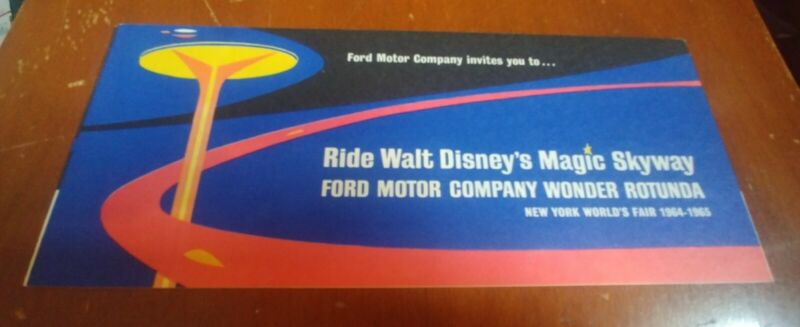 Ford Motor Company invites you to...
Ride Walt Disney's Magic Skyway
FORD MOTOR COMPANY WONDER ROTUNDA
NEW YORK WORLD'S FAIR 1964-1965